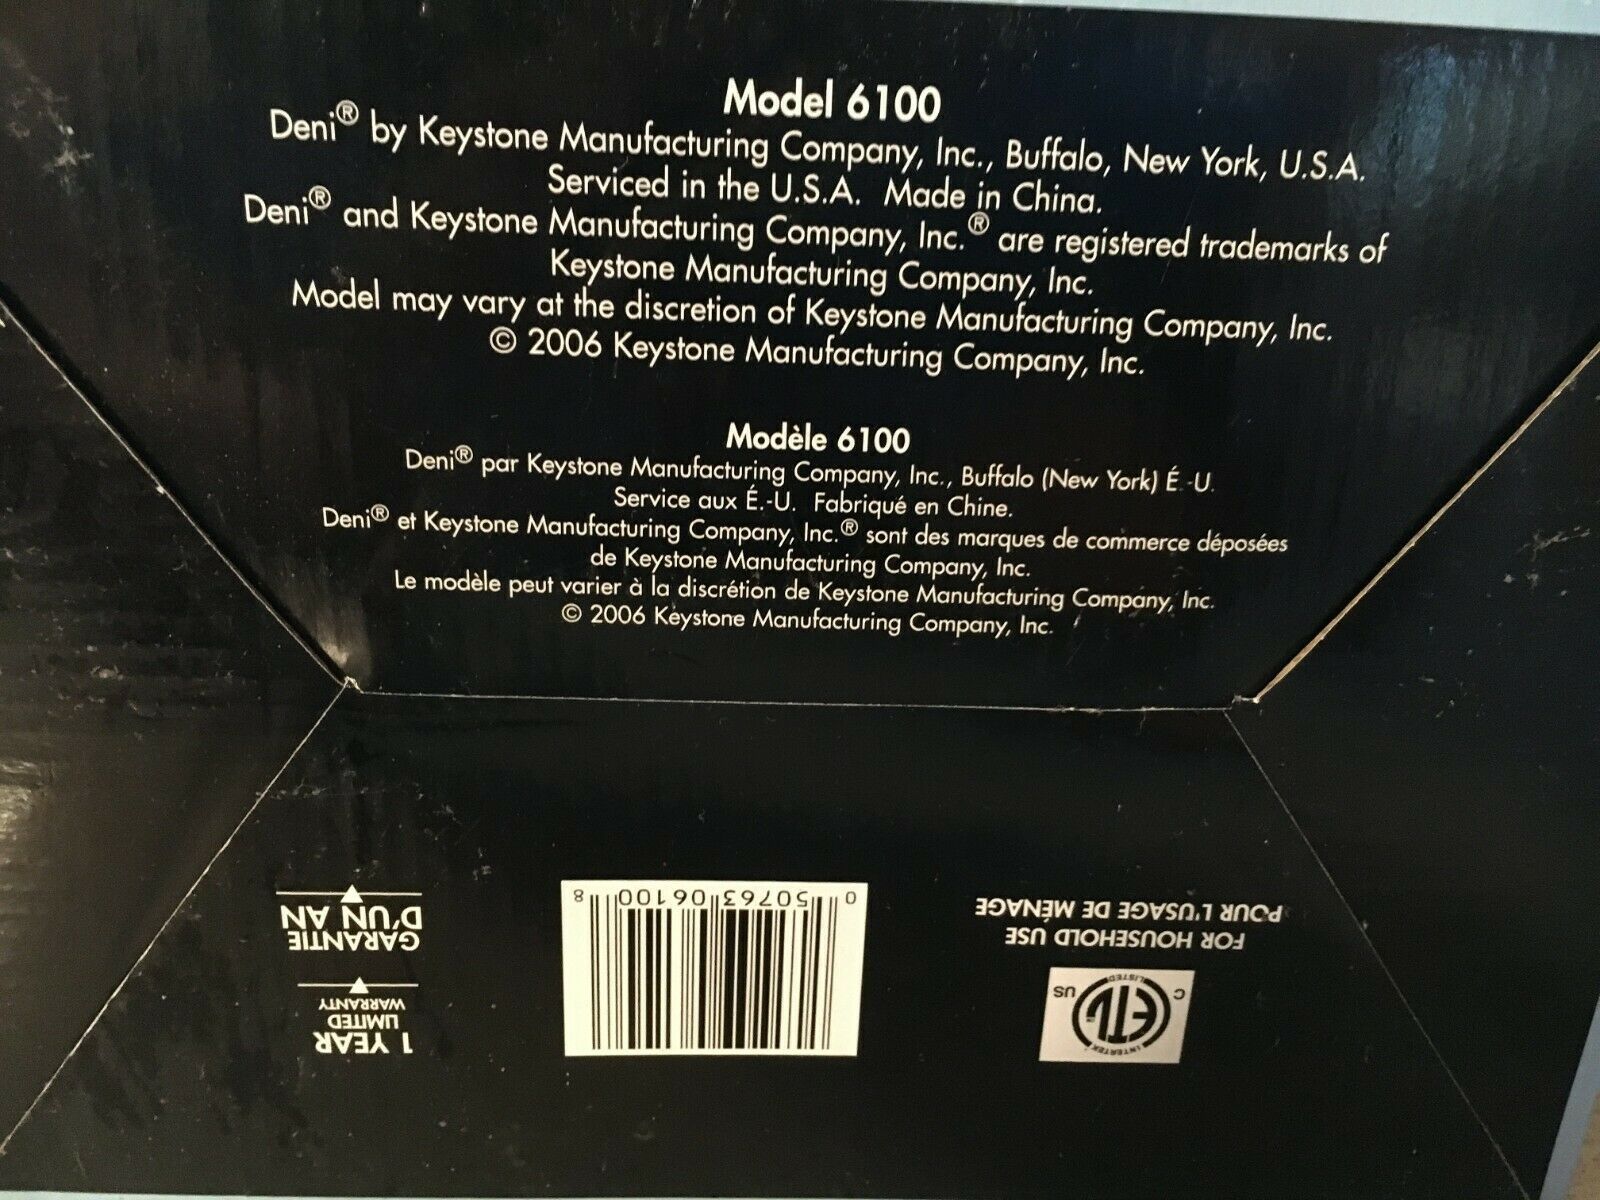 Model 6100
Deni® by Keystone Manufacturing Company, Inc., Buffalo, New York, U.S.A.
Serviced in the U.S.A. Made in China.
Deni® and Keystone Manufacturing Company, Inc.® are registered trademarks of
Keystone Manufacturing Company, Inc.
Model may vary at the discretion of Keystone Manufacturing Company, Inc.
© 2006 Keystone Manufacturing Company, Inc.
Modèle 6100
Deni® par Keystone Manufacturing Company, Inc., Buffalo (New York) É.-U.
Service aux É.-U. Fabriqué en Chine.
Deni® et Keystone Manufacturing Company, Inc.® sont des marques de commerce déposées
de Keystone Manufacturing Company, Inc.
Le modèle peut varier à la discrétion de Keystone Manufacturing Company, Inc.
© 2006 Keystone Manufacturing Company, Inc.
INTERTEK
ETL
C US
LISTED
FOR HOUSEHOLD USE
POUR L'USAGE DE MÉNAGE
0 50763 06100 8
1 YEAR
LIMITED
WARRANTY
GARANTIE
D'UN AN